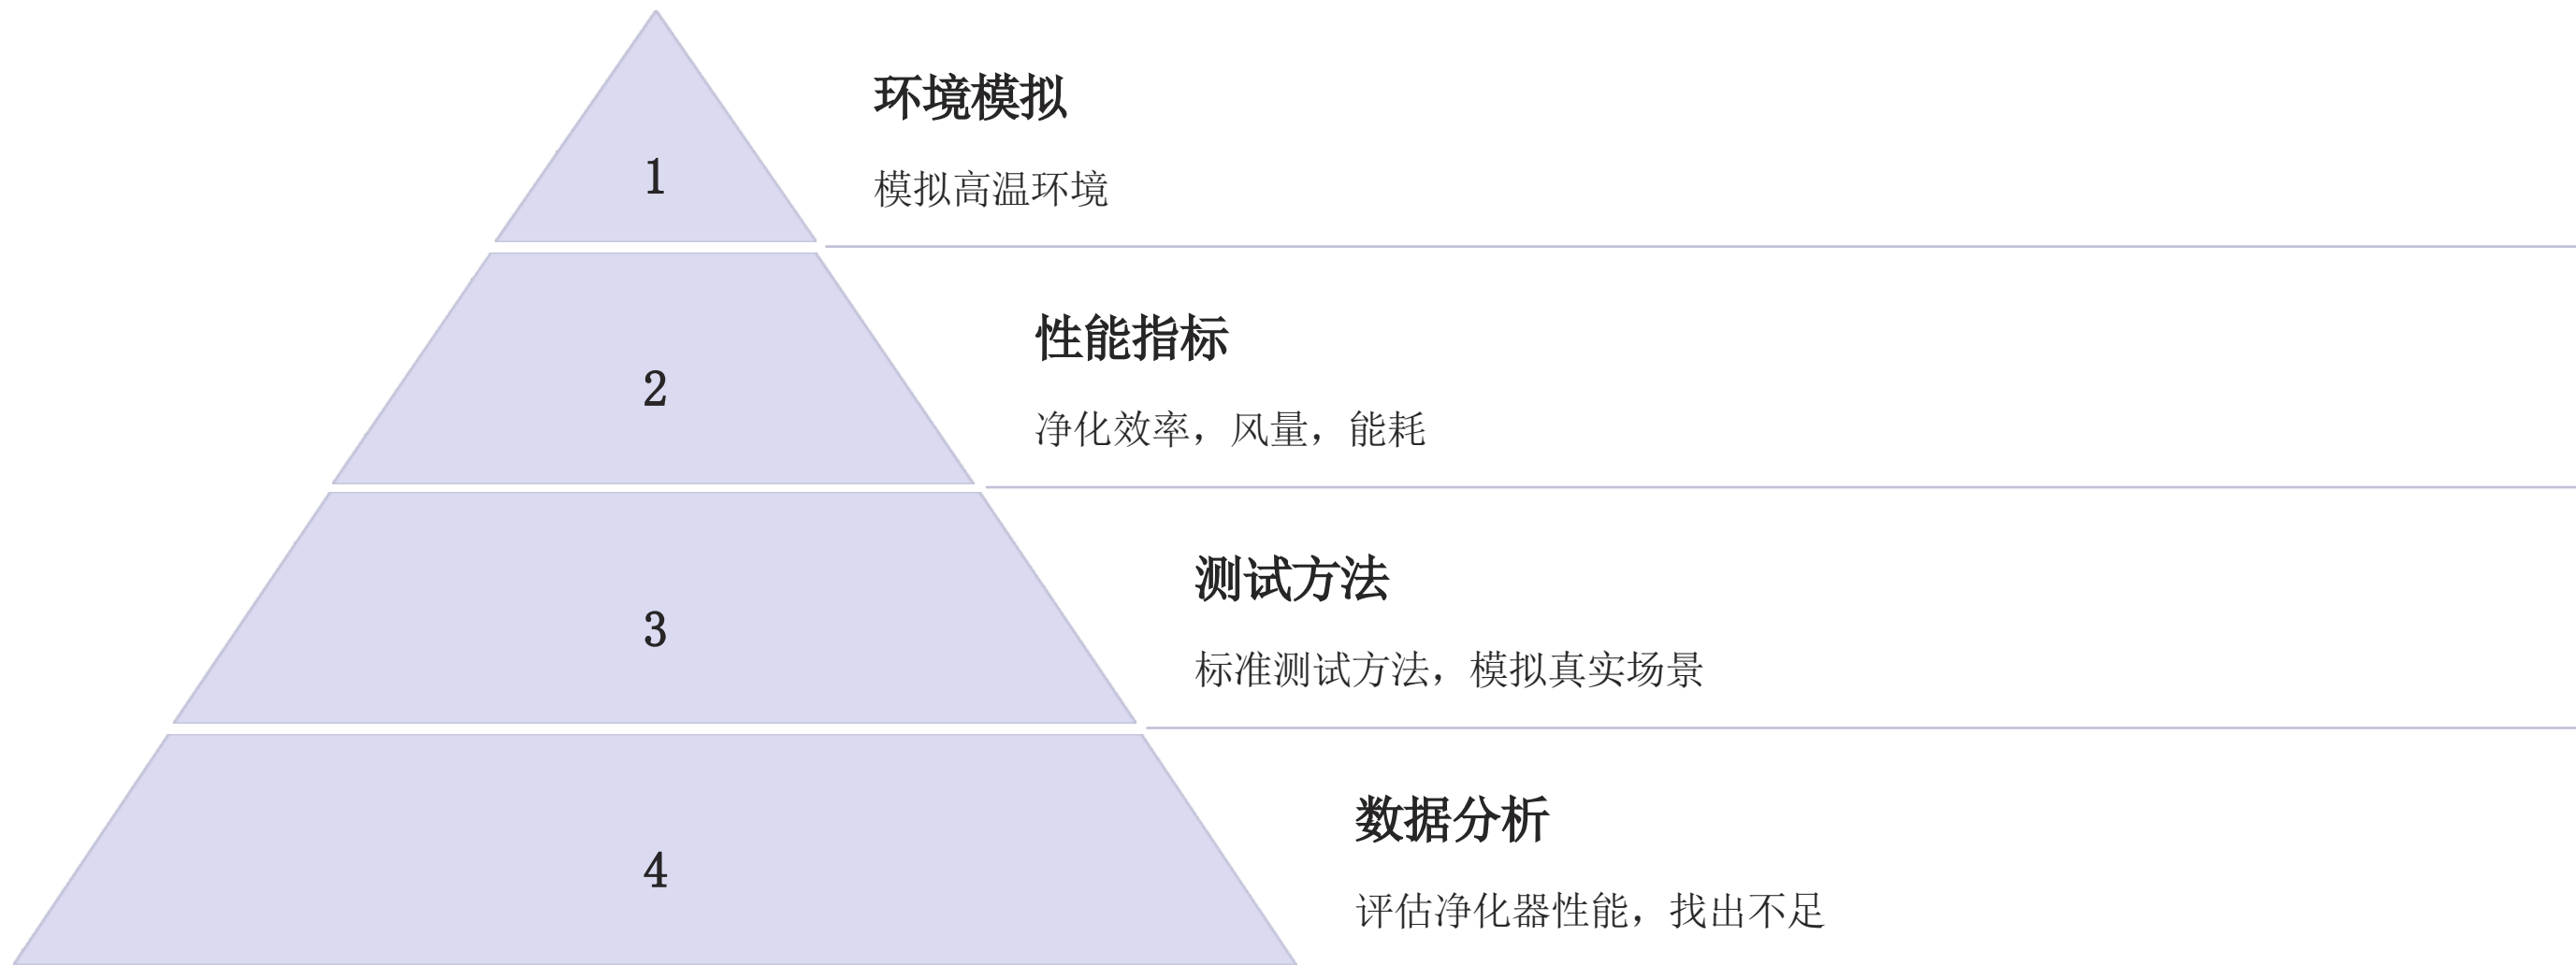 环境模拟
1
模拟高温环境
性能指标
2
净化效率，风量，能耗
测试方法
3
标准测试方法，模拟真实场景
数据分析
4
评估净化器性能，找出不足